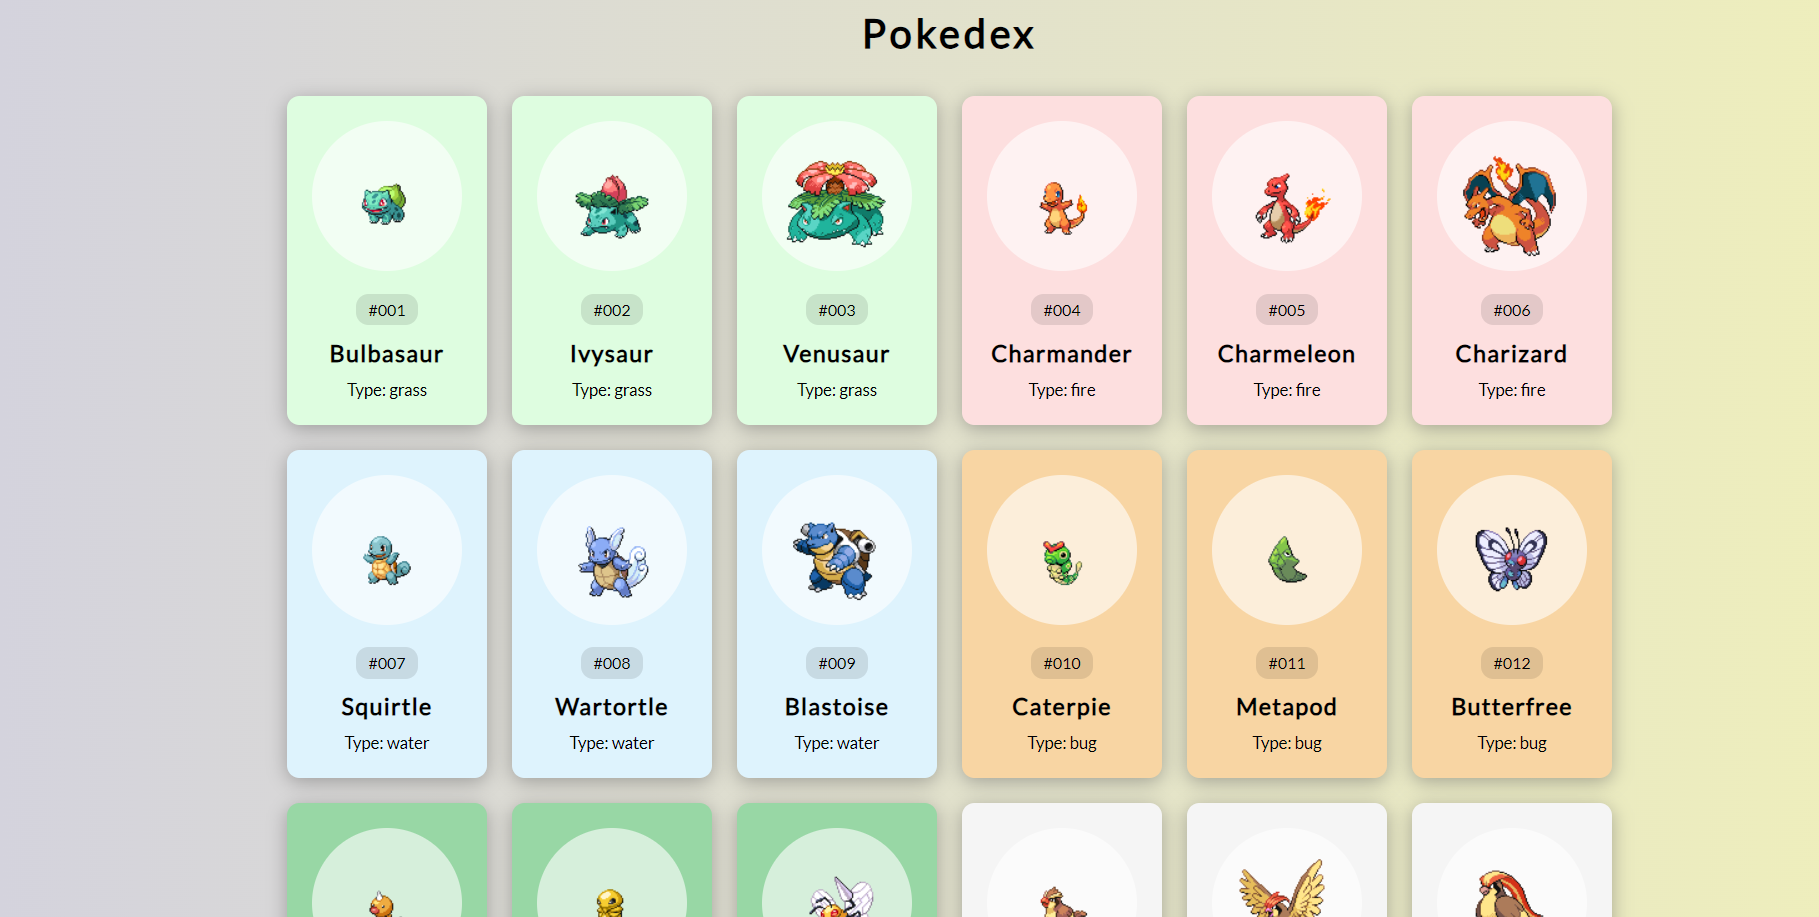 Pokedex
#001
Bulbasaur
Type: grass
#002
Ivysaur
Type: grass
#003
Venusaur
Type: grass
#004
Charmander
Type: fire
#005
Charmeleon
Type: fire
#006
Charizard
Type: fire
#007
Squirtle
Type: water
#008
Wartortle
Type: water
#009
Blastoise
Type: water
#010
Caterpie
Type: bug
#011
Metapod
Type: bug
#012
Butterfree
Type: bug